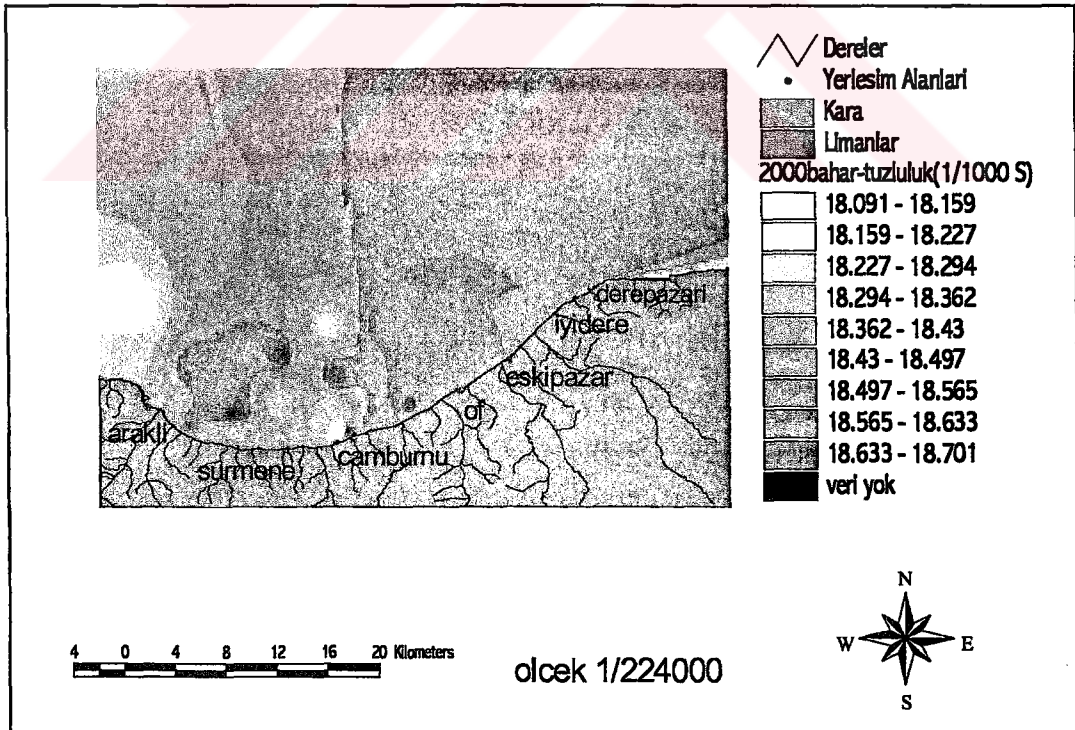 Dereler
Yerlesim Alanlari
Kara
Limanlar
2000bahar-tuzluluk(1/1000 S)
18.091 - 18.159
18.159 - 18.227
18.227 - 18.294
18.294 - 18.362
18.362 - 18.43
18.43 - 18.497
18.497 - 18.565
18.565 - 18.633
18.633 - 18.701
veri yok
derepazari
iyidere
eskipazar
of
arakli
camburnu
surmene
N
W
E
S
4 0 4 8 12 16 20 Kilometers
olcek 1/224000